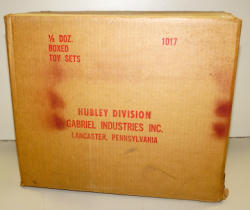 ½ DOZ. 1017
BOXED
TOY SETS
HUBLEY DIVISION
GABRIEL INDUSTRIES INC.
LANCASTER, PENNSYLVANIA